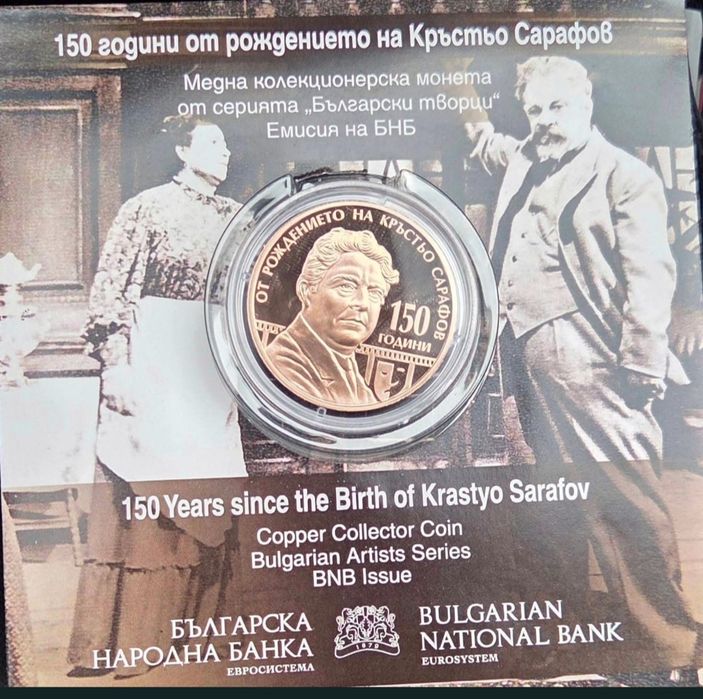 150 години от рождението на Кръстьо Сарафов
Медна колекционерска монета
от серията „Български творци“
Емисия на БНБ
ОТ РОЖДЕНИЕТО НА КРЪСТЬО САРАФОВ
150
ГОДИНИ
150 Years since the Birth of Krastyo Sarafov
Copper Collector Coin
Bulgarian Artists Series
BNB Issue
БЪЛГАРСКА
НАРОДНА БАНКА
ЕВРОСИСТЕМА
1879
BULGARIAN
NATIONAL BANK
EUROSYSTEM